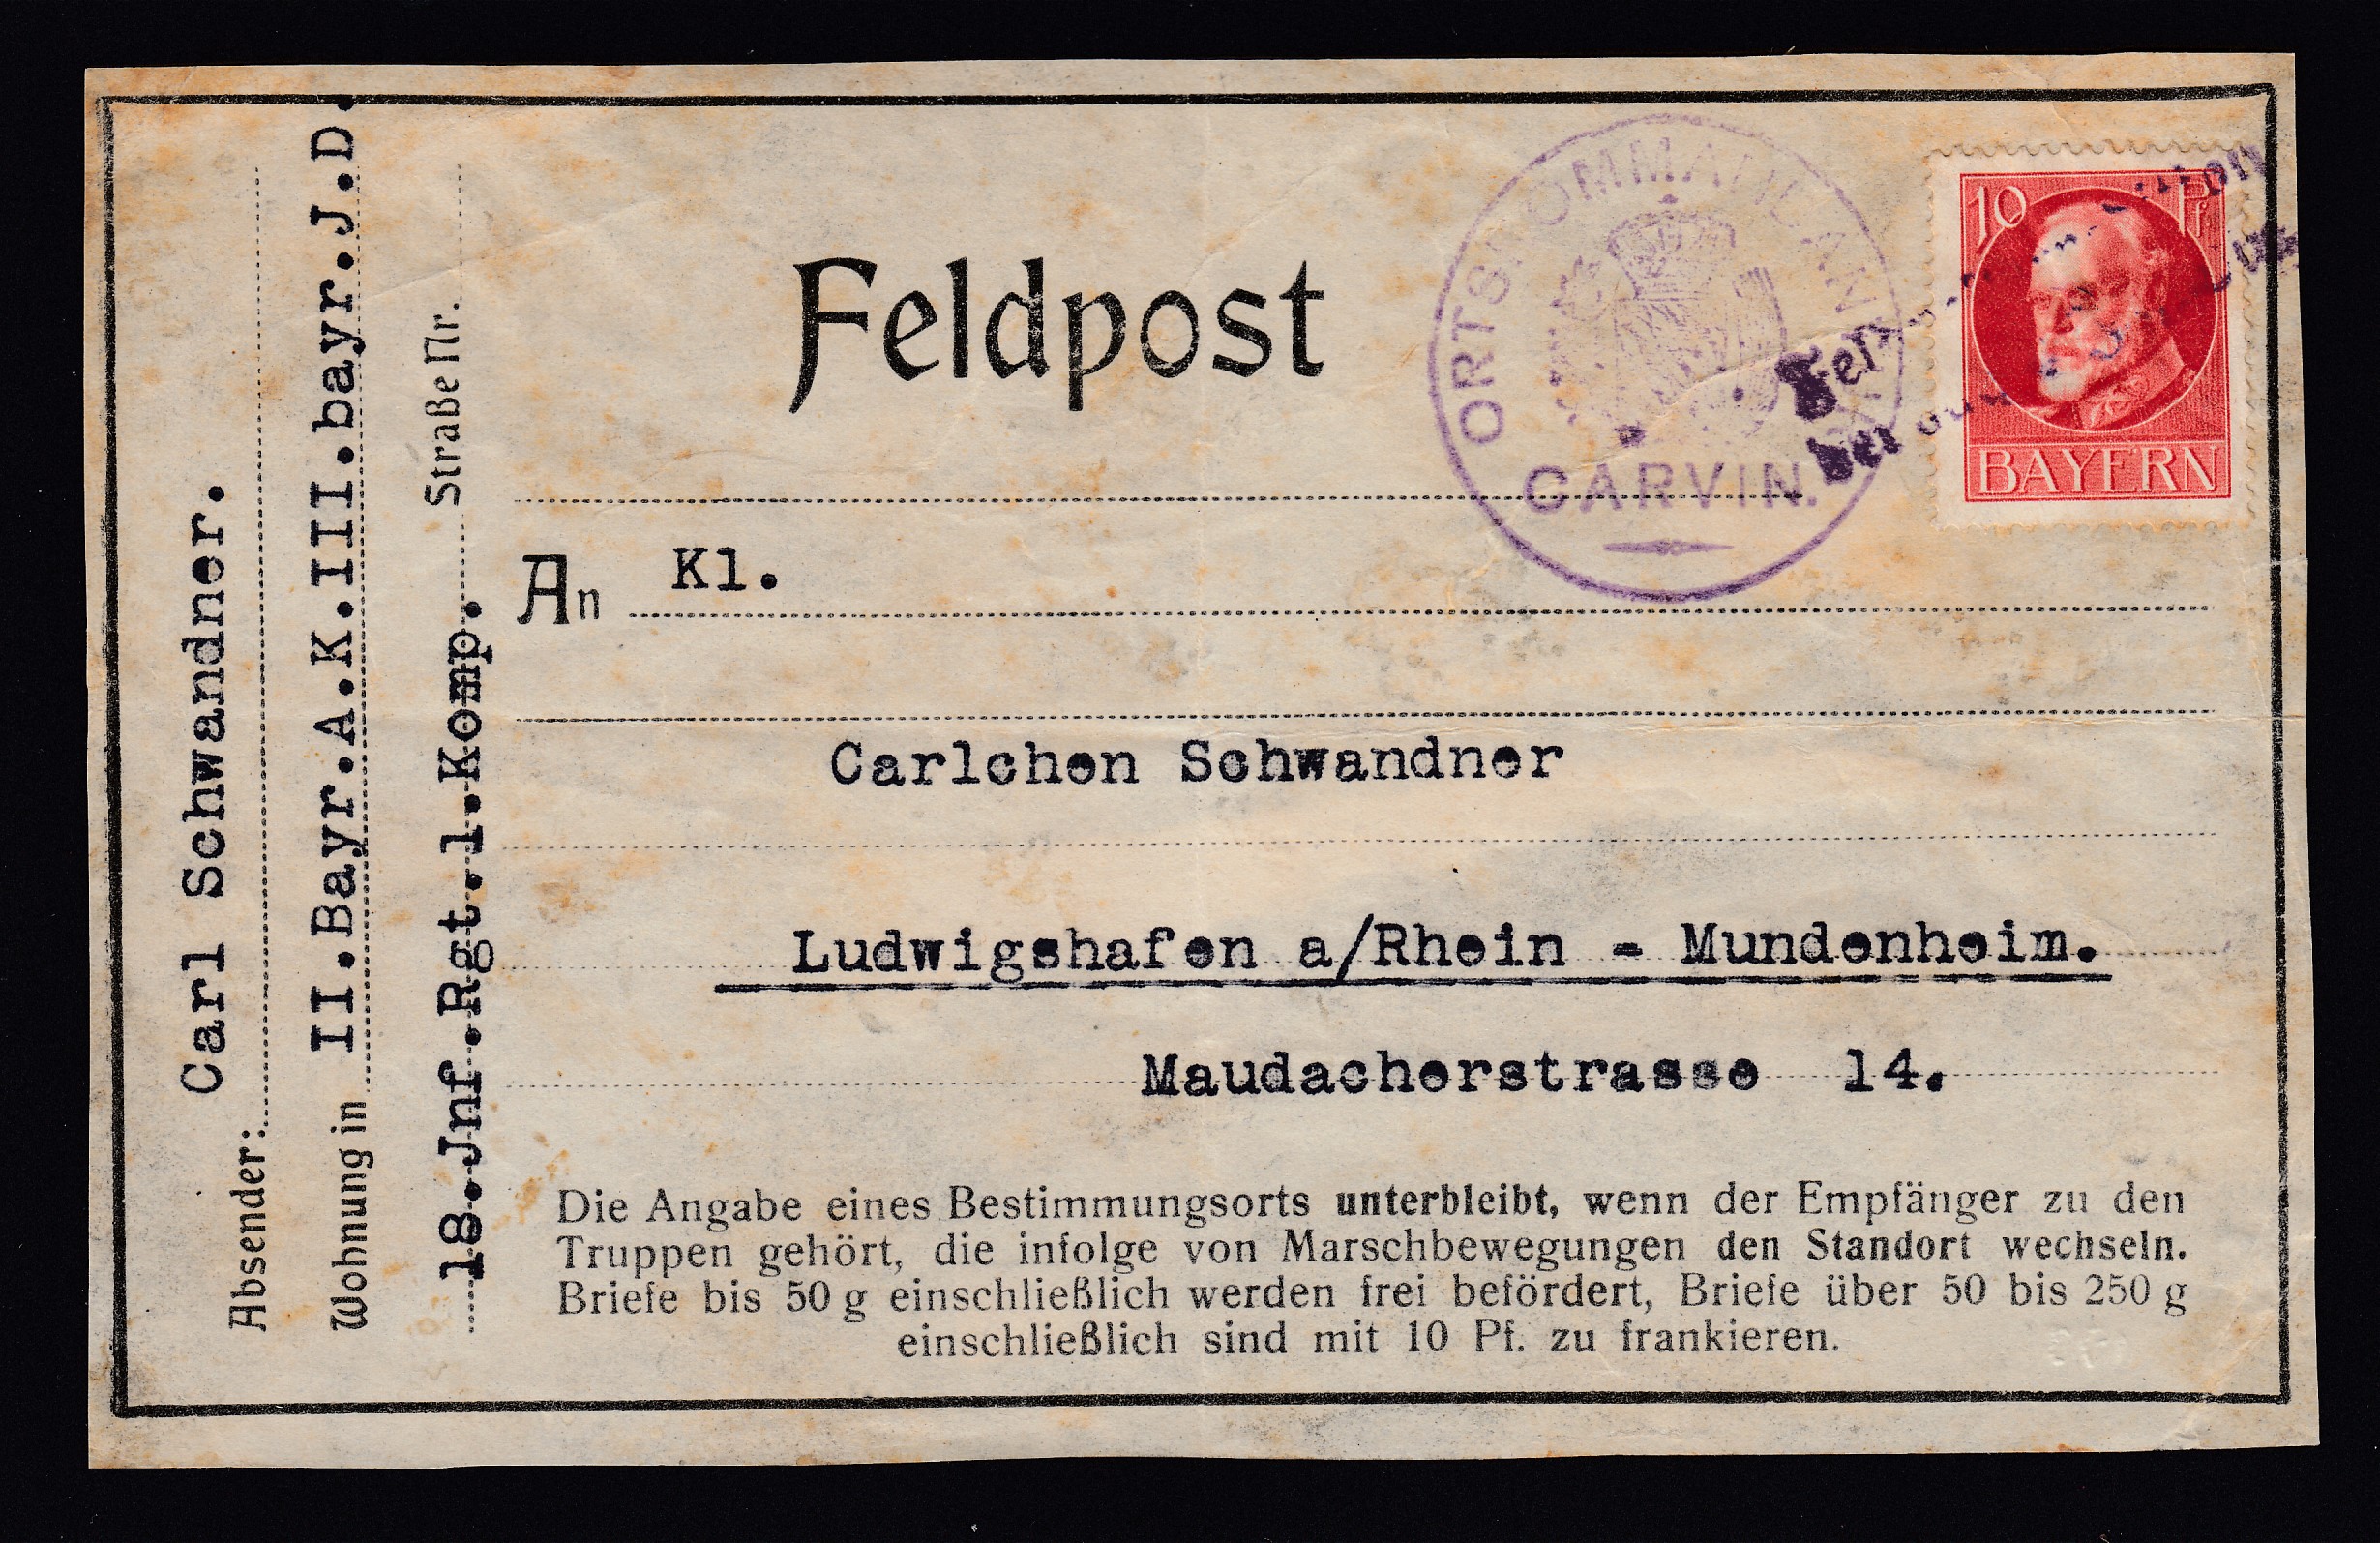 Absender: Carl Schwandner.
Wohnung in II.Bayr.A.K.III.bayr.J.D.
Straße Nr.
18.Jnf.Rgt.1.Komp.
Feldpost
ORTSKOMMANDANTUR
CARVIN.
10 Pf
BAYERN
An Kl.
Carlchen Schwandner
Ludwigshafen a/Rhein - Mundenheim.
Maudacherstrasse 14.
Die Angabe eines Bestimmungsorts unterbleibt, wenn der Empfänger zu den
Truppen gehört, die infolge von Marschbewegungen den Standort wechseln.
Briefe bis 50 g einschließlich werden frei befördert, Briefe über 50 bis 250 g
einschließlich sind mit 10 Pf. zu frankieren.